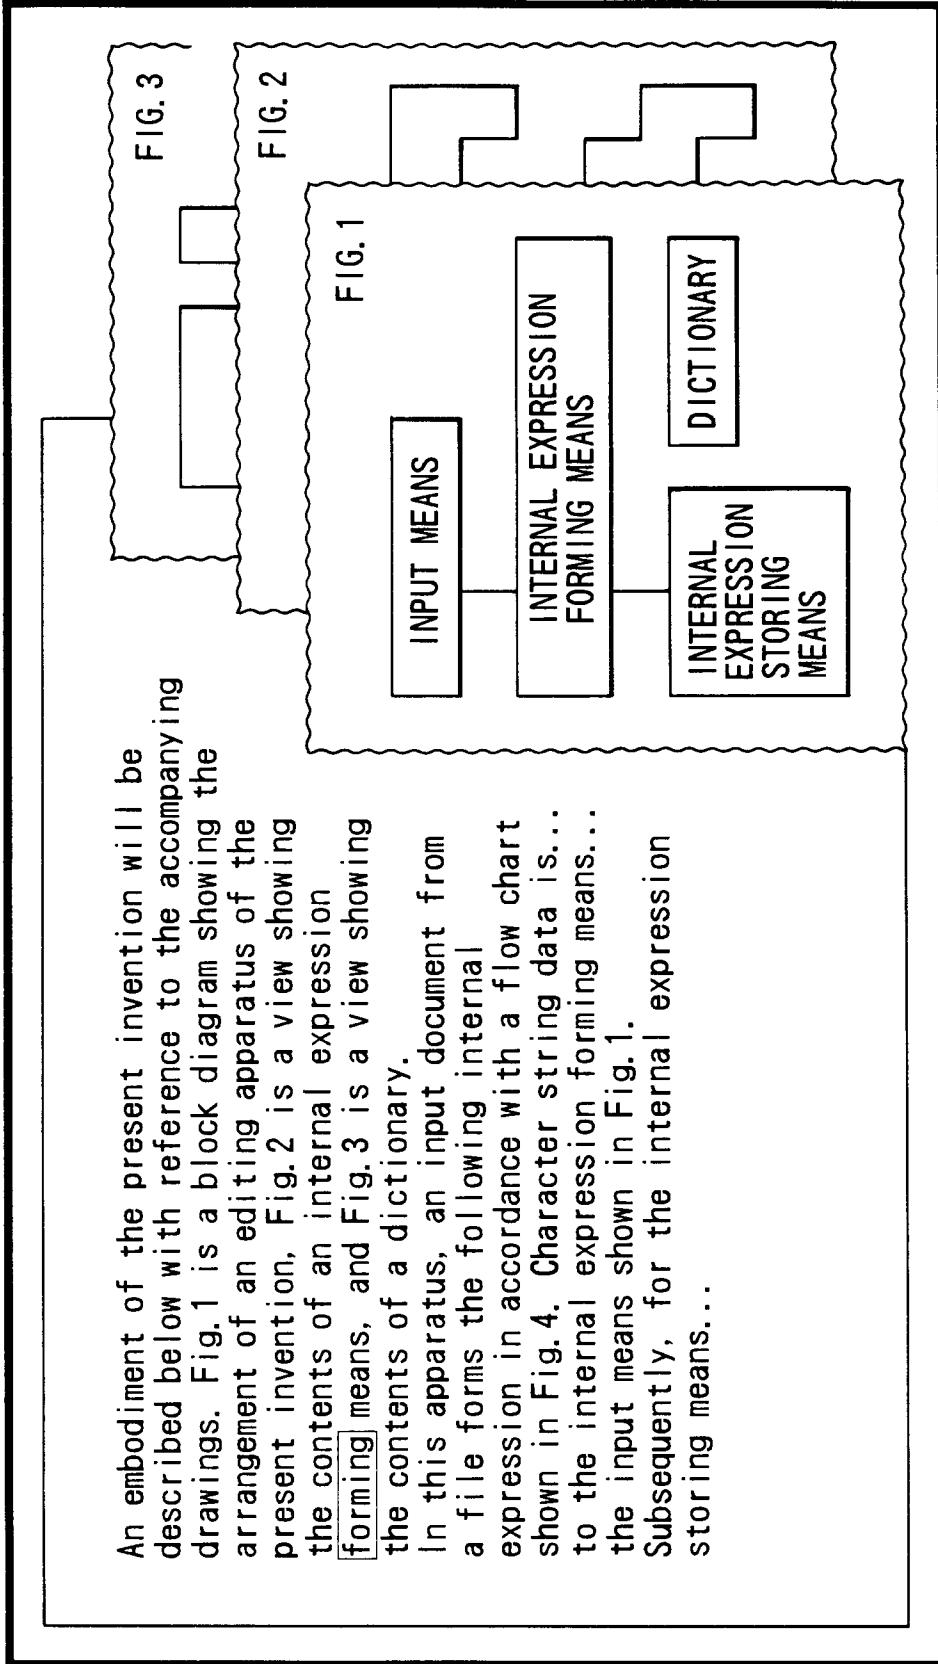 An embodiment of the present invention will be
described below with reference to the accompanying
drawings. Fig.1 is a block diagram showing the
arrangement of an editing apparatus of the
present invention, Fig.2 is a view showing
the contents of an internal expression
forming means, and Fig.3 is a view showing
the contents of a dictionary.
In this apparatus, an input document from
a file forms the following internal
expression in accordance with a flow chart
shown in Fig.4. Character string data is...
to the internal expression forming means...
the input means shown in Fig.1.
Subsequently, for the internal expression
storing means...
FIG.3
FIG.2
FIG.1
INPUT MEANS
INTERNAL EXPRESSION
FORMING MEANS
INTERNAL
EXPRESSION
STORING
MEANS
DICTIONARY